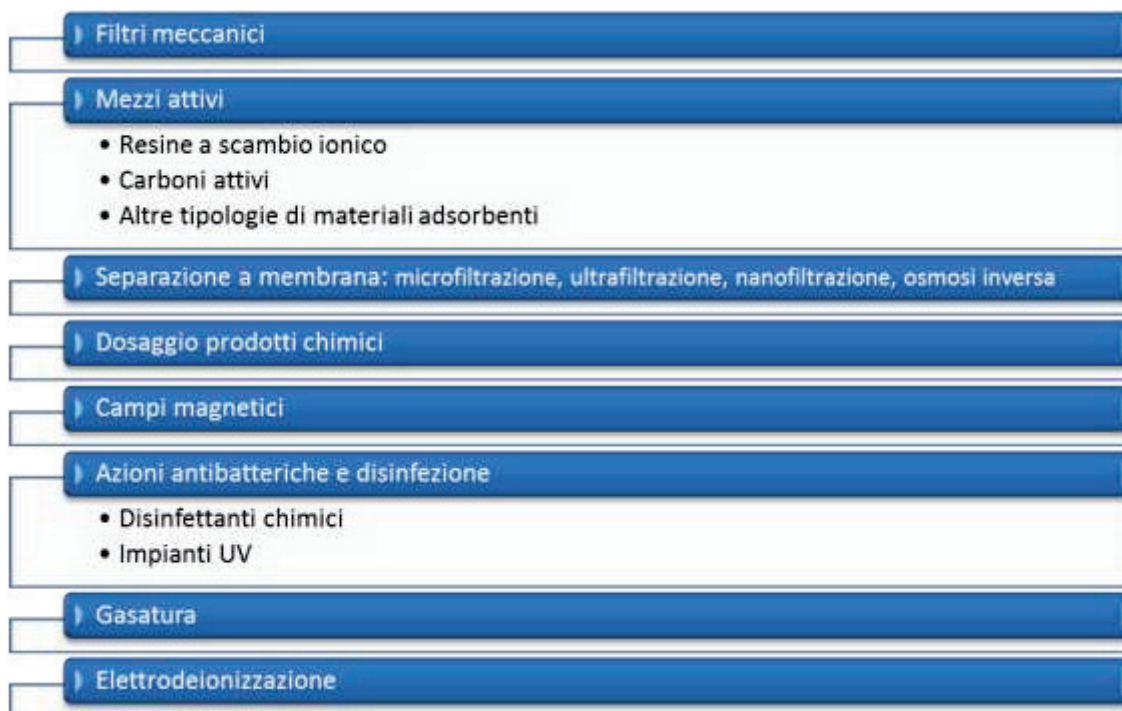 Filtri meccanici
Mezzi attivi
• Resine a scambio ionico
• Carboni attivi
• Altre tipologie di materiali adsorbenti
Separazione a membrana: microfiltrazione, ultrafiltrazione, nanofiltrazione, osmosi inversa
Dosaggio prodotti chimici
Campi magnetici
Azioni antibatteriche e disinfezione
• Disinfettanti chimici
• Impianti UV
Gasatura
Elettrodeionizzazione